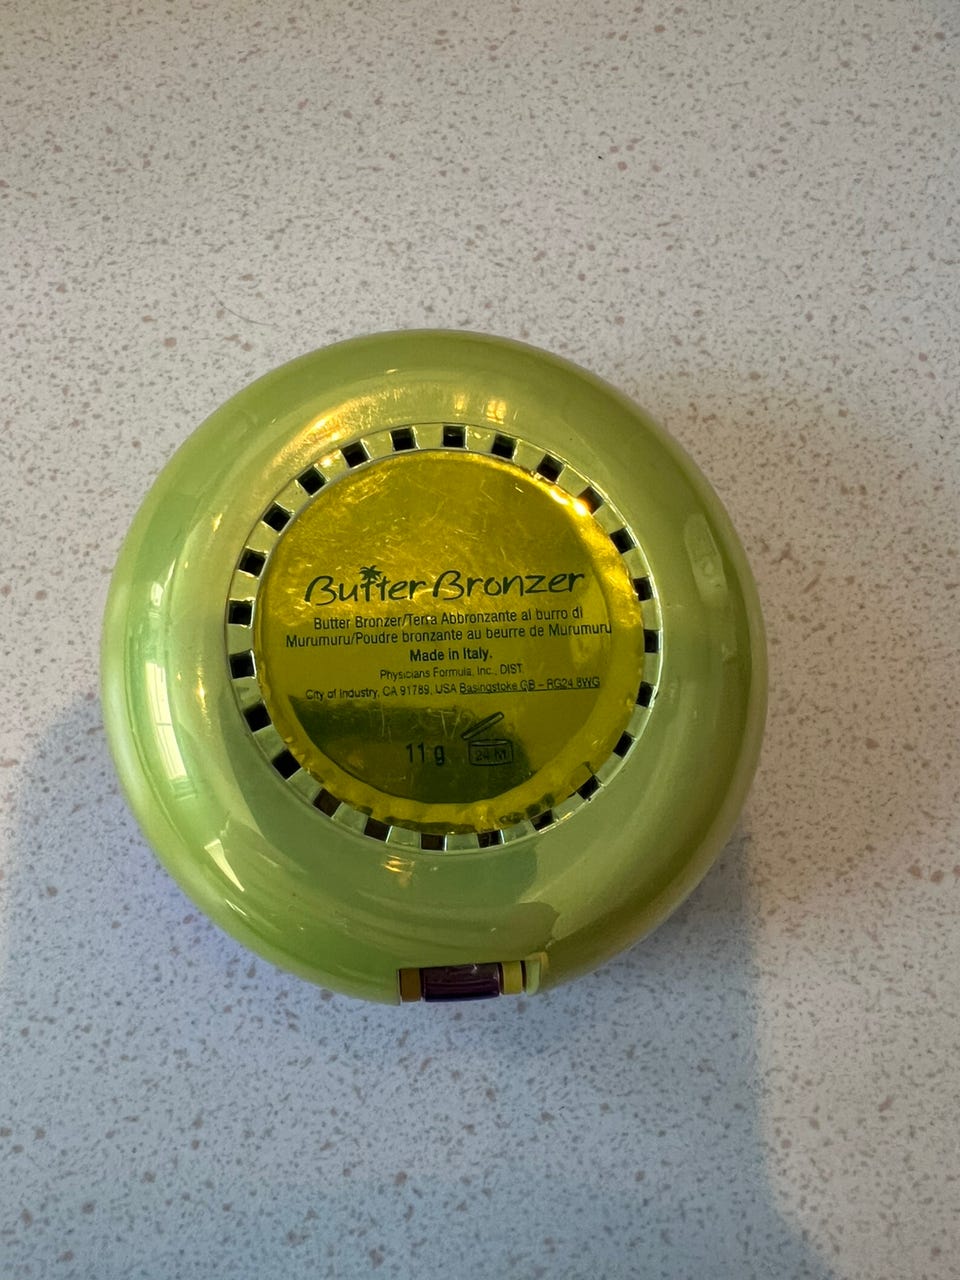 Butter Bronzer
Butter Bronzer/Terra Abbronzante al burro di
Murumuru/Poudre bronzante au beurre de Murumuru
Made in Italy.
Physicians Formula, Inc., DIST.
City of Industry, CA 91789, USA Basingstoke GB – RG24 8WG
11 g
24 M